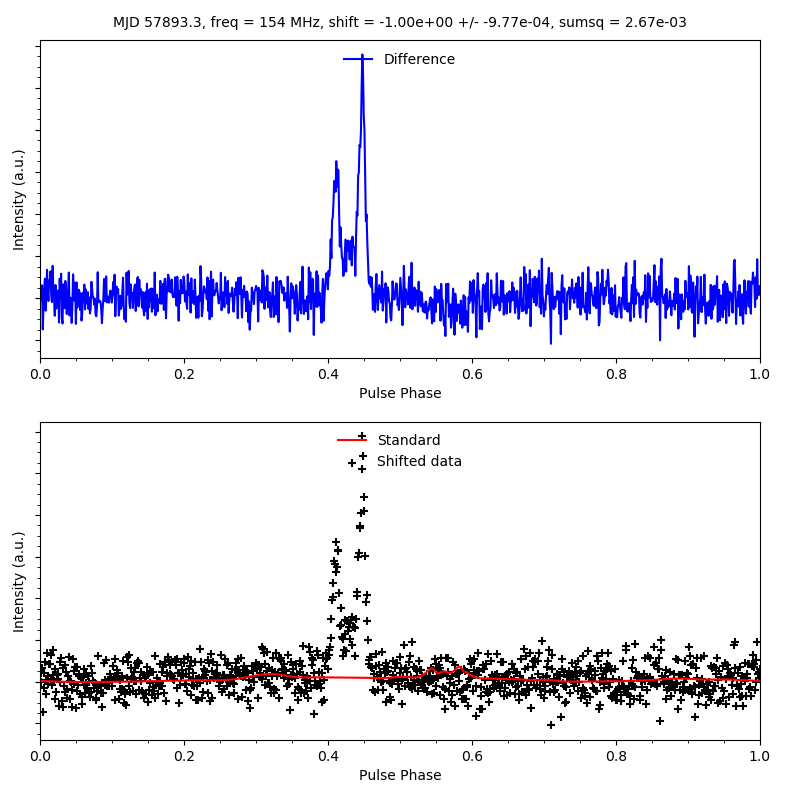 MJD 57893.3, freq = 154 MHz, shift = -1.00e+00 +/- -9.77e-04, sumsq = 2.67e-03
Difference
Intensity (a.u.)
0.0 0.2 0.4 0.6 0.8 1.0
Pulse Phase
Standard
Shifted data
Intensity (a.u.)
0.0 0.2 0.4 0.6 0.8 1.0
Pulse Phase